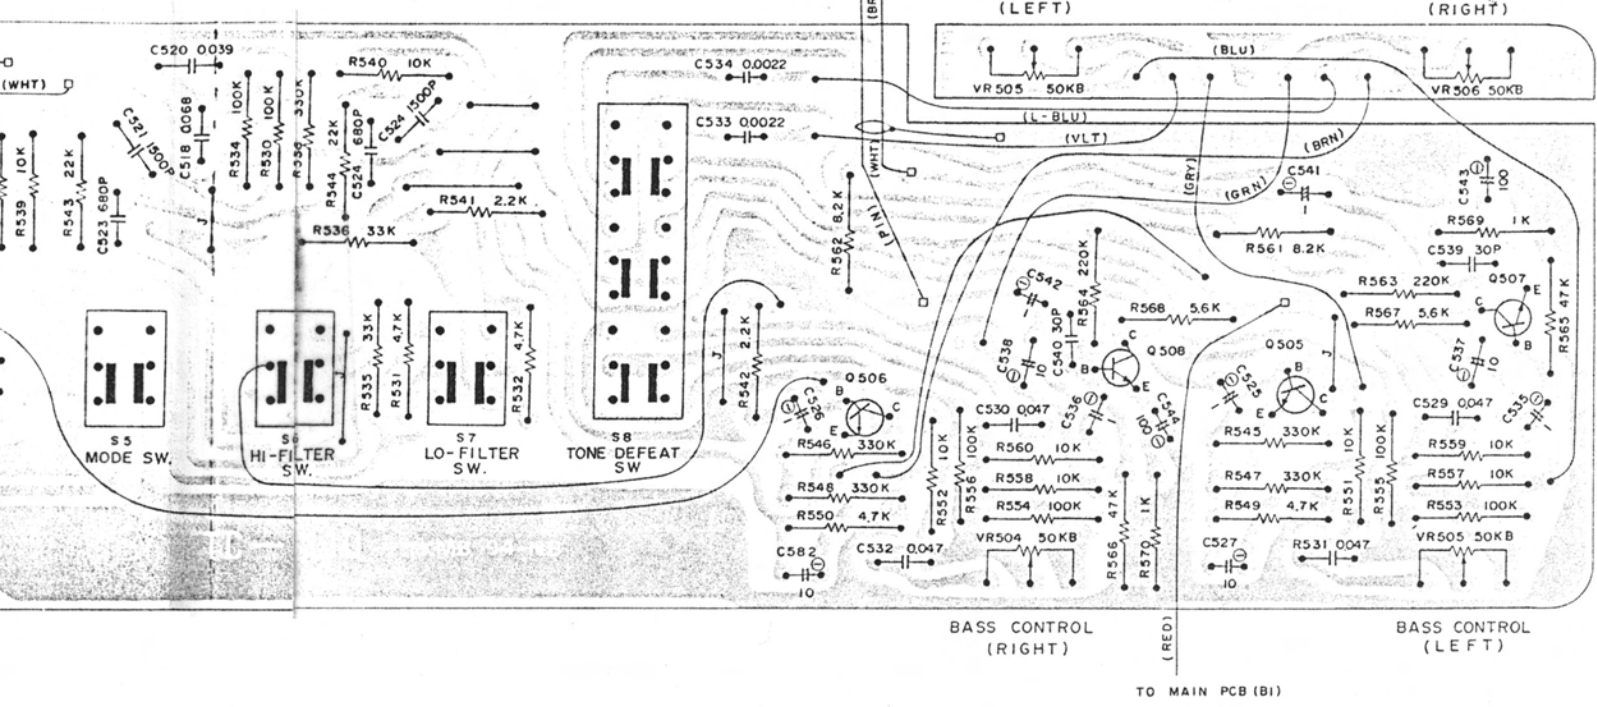 (LEFT)
(RIGHT)
C520 0.039
(WHT)
R540 10K
C534 0.0022
(BLU)
VR505 50KB
VR506 50KB
C521 1500P
C518 0.068
R534 100K
R530 100K
330K
22K
R544
680P
C524
C524 1500P
C533 0.0022
(L-BLU)
(VLT)
(BRN)
(WHT)
(GRY)
(GRN)
(PIN)
R539 10K
R543 22K
C523 680P
J
R541 2.2K
R536 33K
R562 8.2K
C541
1
C543
100
R569 1K
R561 8.2K
C539 30P
Q507
E
C
B
R563 220K
R567 5.6K
R565 47K
C542
1
R564 220K
R568 5.6K
C540 30P
C538
10
Q508
C
B
E
Q505
B
E
C
J
C537
10
R535 33K
R531 4.7K
R532 4.7K
J
J
R542 2.2K
S5
MODE SW.
S6
HI-FILTER
SW.
S7
LO-FILTER
SW.
S8
TONE DEFEAT
SW
Q506
B
C
E
C526
1
R546 330K
R548 330K
R550 4.7K
C582
10
C532 0.047
R552 10K
R556 100K
C530 0.047
C536
1
C544
100
R560 10K
R558 10K
R554 100K
VR504 50KB
R566 47K
R570 1K
C525
1
R545 330K
R547 330K
R549 4.7K
C527
10
R531 0.047
R551 10K
R555 100K
C529 0.047
C535
1
R559 10K
R557 10K
R553 100K
VR505 50KB
BASS CONTROL
(RIGHT)
(RED)
BASS CONTROL
(LEFT)
TO MAIN PCB (B1)